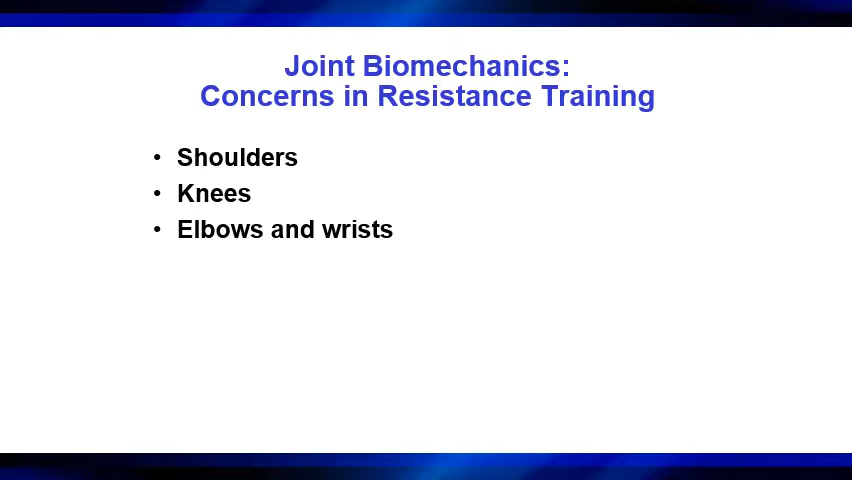 Joint Biomechanics:
Concerns in Resistance Training
• Shoulders
• Knees
• Elbows and wrists